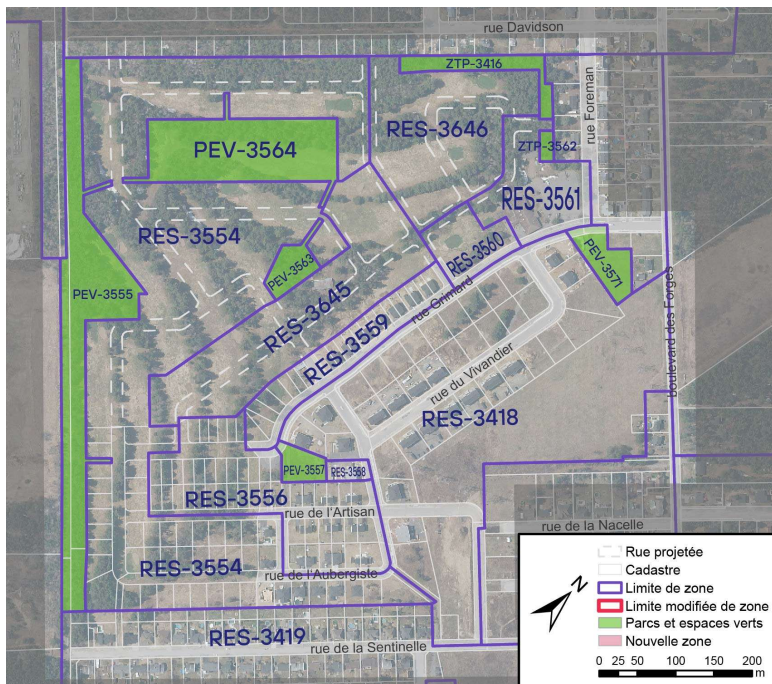 rue Davidson
ZTP-3416
rue Foreman
RES-3646
PEV-3564
ZTP-3562
RES-3561
RES-3554
RES-3560
PEV-3563
PEV-3571
PEV-3555
RES-3645
rue Grimard
boulevard des Forges
RES-3559
rue du Vivandier
RES-3418
PEV-3557
RES-3558
RES-3556
rue de l'Artisan
rue de la Nacelle
RES-3554
rue de l'Aubergiste
RES-3419
rue de la Sentinelle
N
Rue projetée
Cadastre
Limite de zone
Limite modifiée de zone
Parcs et espaces verts
Nouvelle zone
0 25 50 100 150 200
m